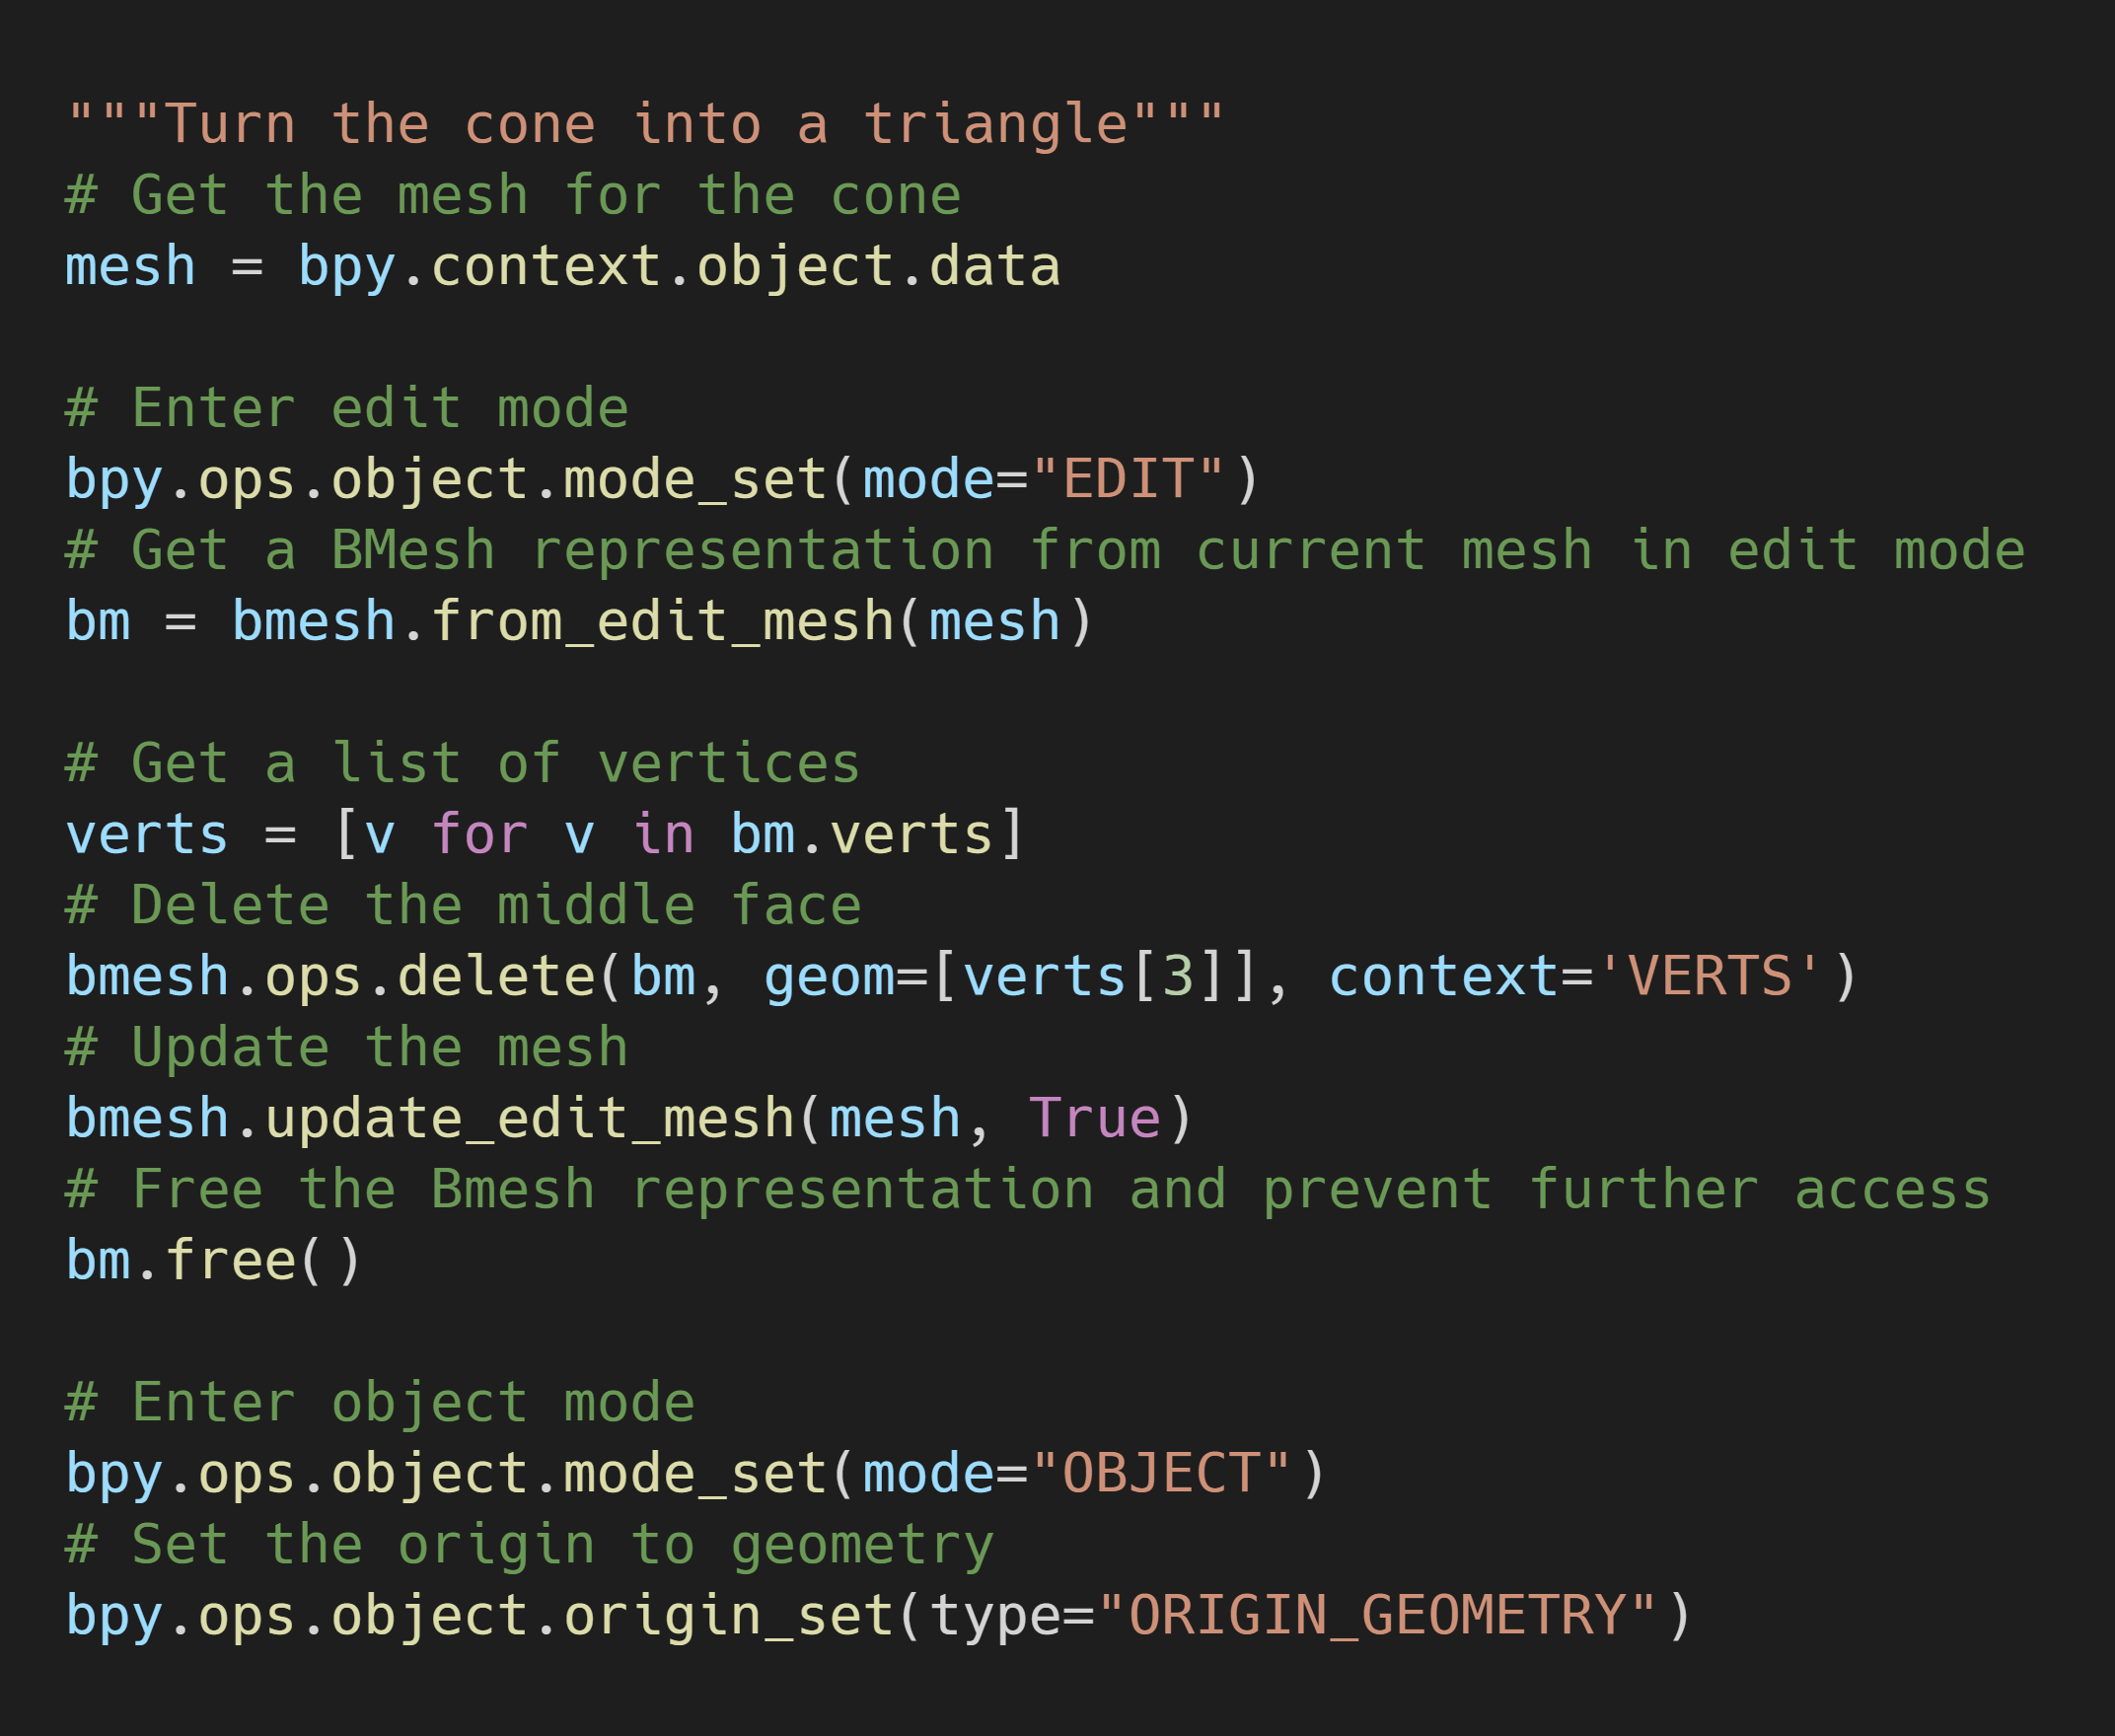 """Turn the cone into a triangle"""
# Get the mesh for the cone
mesh = bpy.context.object.data
# Enter edit mode
bpy.ops.object.mode_set(mode="EDIT")
# Get a BMesh representation from current mesh in edit mode
bm = bmesh.from_edit_mesh(mesh)
# Get a list of vertices
verts = [v for v in bm.verts]
# Delete the middle face
bmesh.ops.delete(bm, geom=[verts[3]], context='VERTS')
# Update the mesh
bmesh.update_edit_mesh(mesh, True)
# Free the Bmesh representation and prevent further access
bm.free()
# Enter object mode
bpy.ops.object.mode_set(mode="OBJECT")
# Set the origin to geometry
bpy.ops.object.origin_set(type="ORIGIN_GEOMETRY")